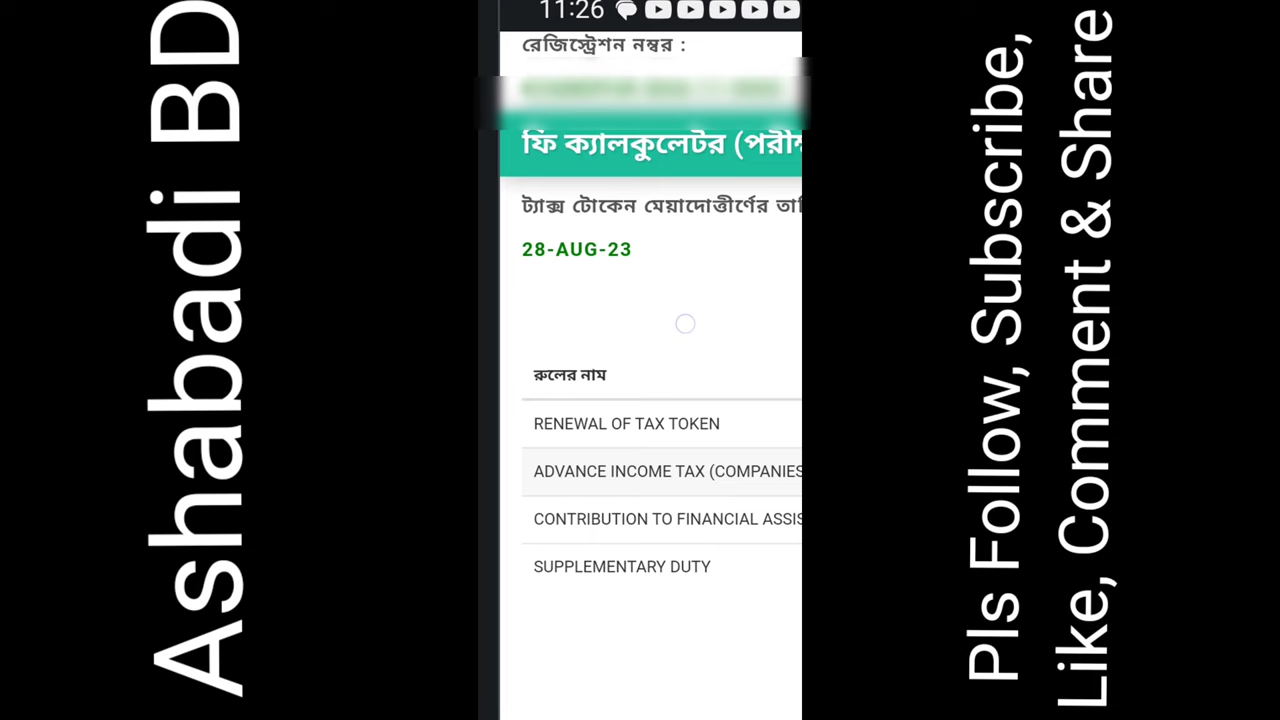 Ashabadi BD
11:26
রেজিস্ট্রেশন নম্বর :
ফি ক্যালকুলেটর (পরী
ট্যাক্স টোকেন মেয়াদোত্তীর্ণের তা
28-AUG-23
রুলের নাম
RENEWAL OF TAX TOKEN
ADVANCE INCOME TAX (COMPANIES
CONTRIBUTION TO FINANCIAL ASSIS
SUPPLEMENTARY DUTY
Pls Follow, Subscribe,
Like, Comment & Share